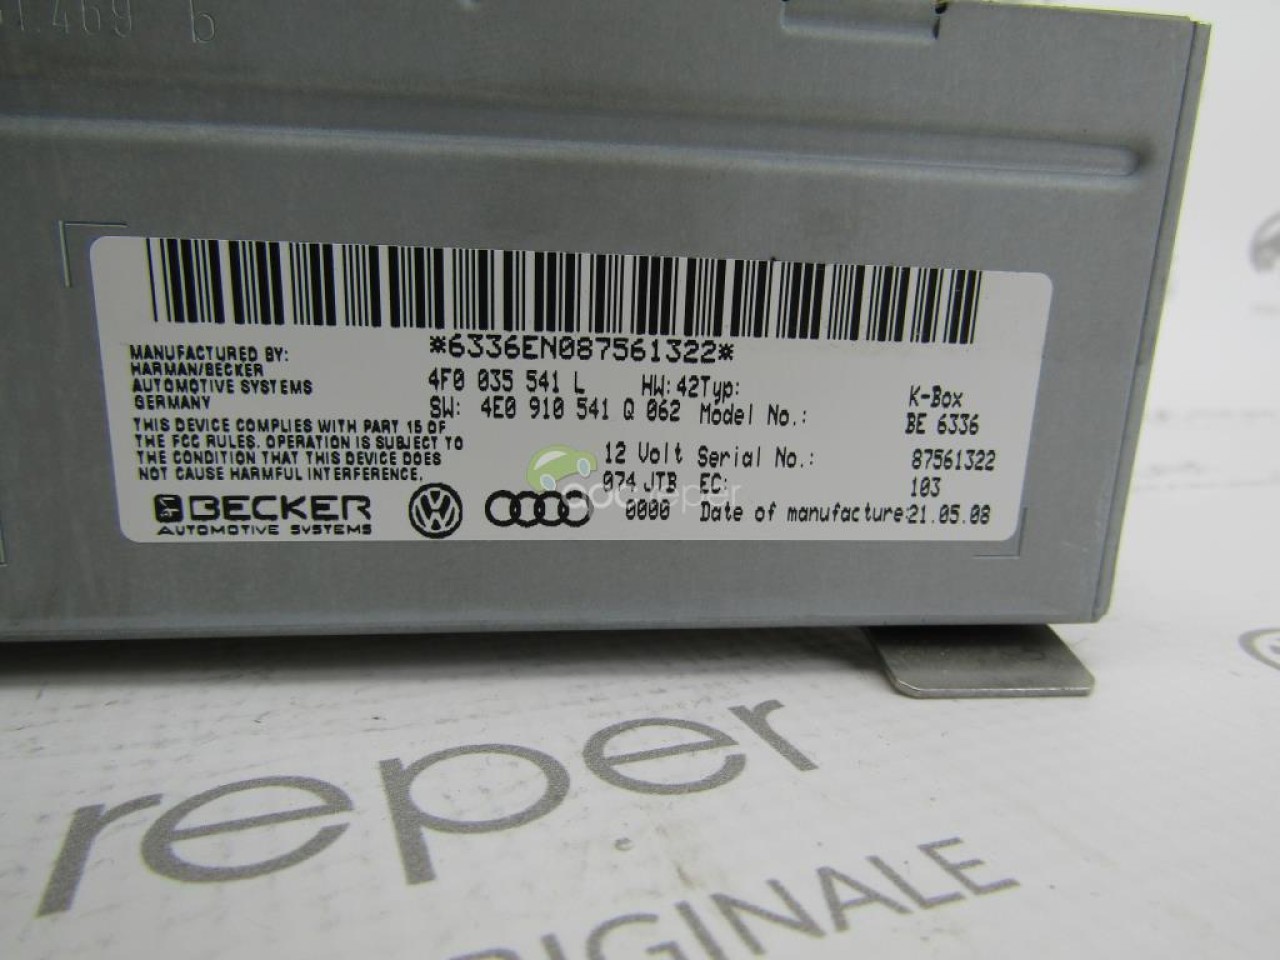 .469 b
*6336EN087561322*
MANUFACTURED BY:
HARMAN/BECKER
AUTOMOTIVE SYSTEMS
GERMANY
4F0 035 541 L HW: 42 Typ: K-Box
SW: 4E0 910 541 Q 062 Model No.: BE 6336
THIS DEVICE COMPLIES WITH PART 15 OF
THE FCC RULES. OPERATION IS SUBJECT TO
THE CONDITION THAT THIS DEVICE DOES
NOT CAUSE HARMFUL INTERFERENCE.
12 Volt Serial No.: 87561322
074 JTB EC: 103
0000 Date of manufacture: 21.05.08
BECKER
AUTOMOTIVE SYSTEMS
reper
ORIGINALE